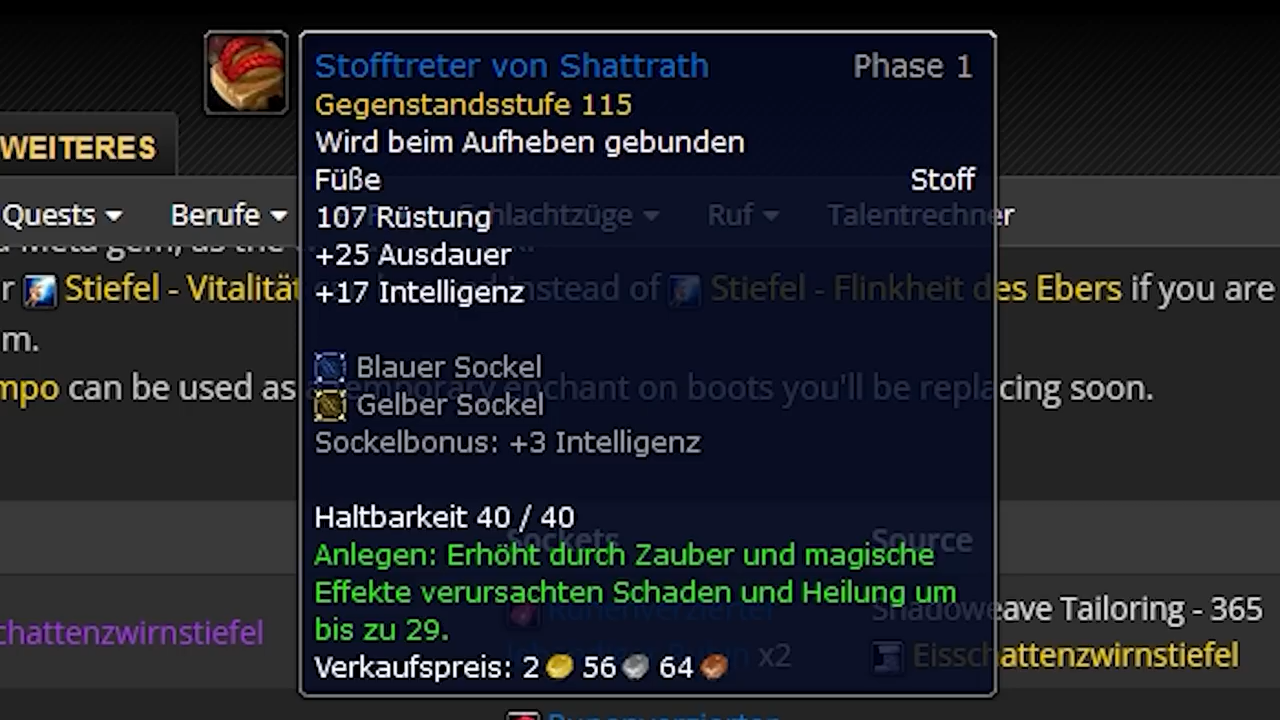 Stofftreter von Shattrath Phase 1
Gegenstandsstufe 115
WEITERES
Wird beim Aufheben gebunden
Füße Stoff
Quests Berufe Schlachtzüge Ruf Talentrechner
107 Rüstung
+25 Ausdauer
Stiefel - Vitalität instead of Stiefel - Flinkheit des Ebers if you are
+17 Intelligenz
m.
Blauer Sockel
mpo can be used as a temporary enchant on boots you'll be replacing soon.
Gelber Sockel
Sockelbonus: +3 Intelligenz
Haltbarkeit 40 / 40
Sockets Source
Anlegen: Erhöht durch Zauber und magische
Effekte verursachten Schaden und Heilung um
Shadoweave Tailoring - 365
bis zu 29.
chattenzwirnstiefel
x2 Eisschattenzwirnstiefel
Verkaufspreis: 2 56 64